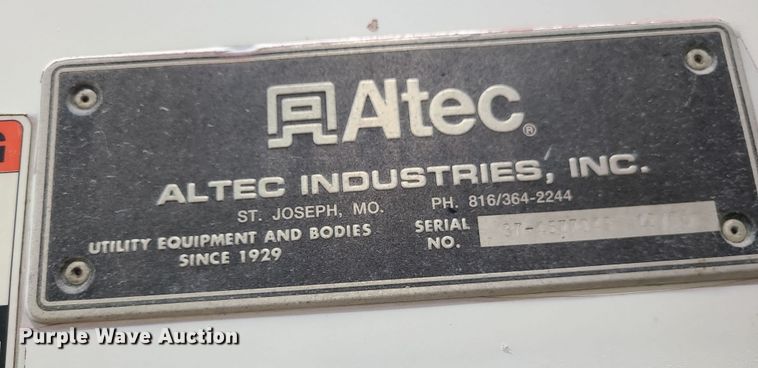 Altec®
ALTEC INDUSTRIES, INC.
ST. JOSEPH, MO. PH. 816/364-2244
UTILITY EQUIPMENT AND BODIES
SINCE 1929
SERIAL
NO.
G
Purple Wave Auction